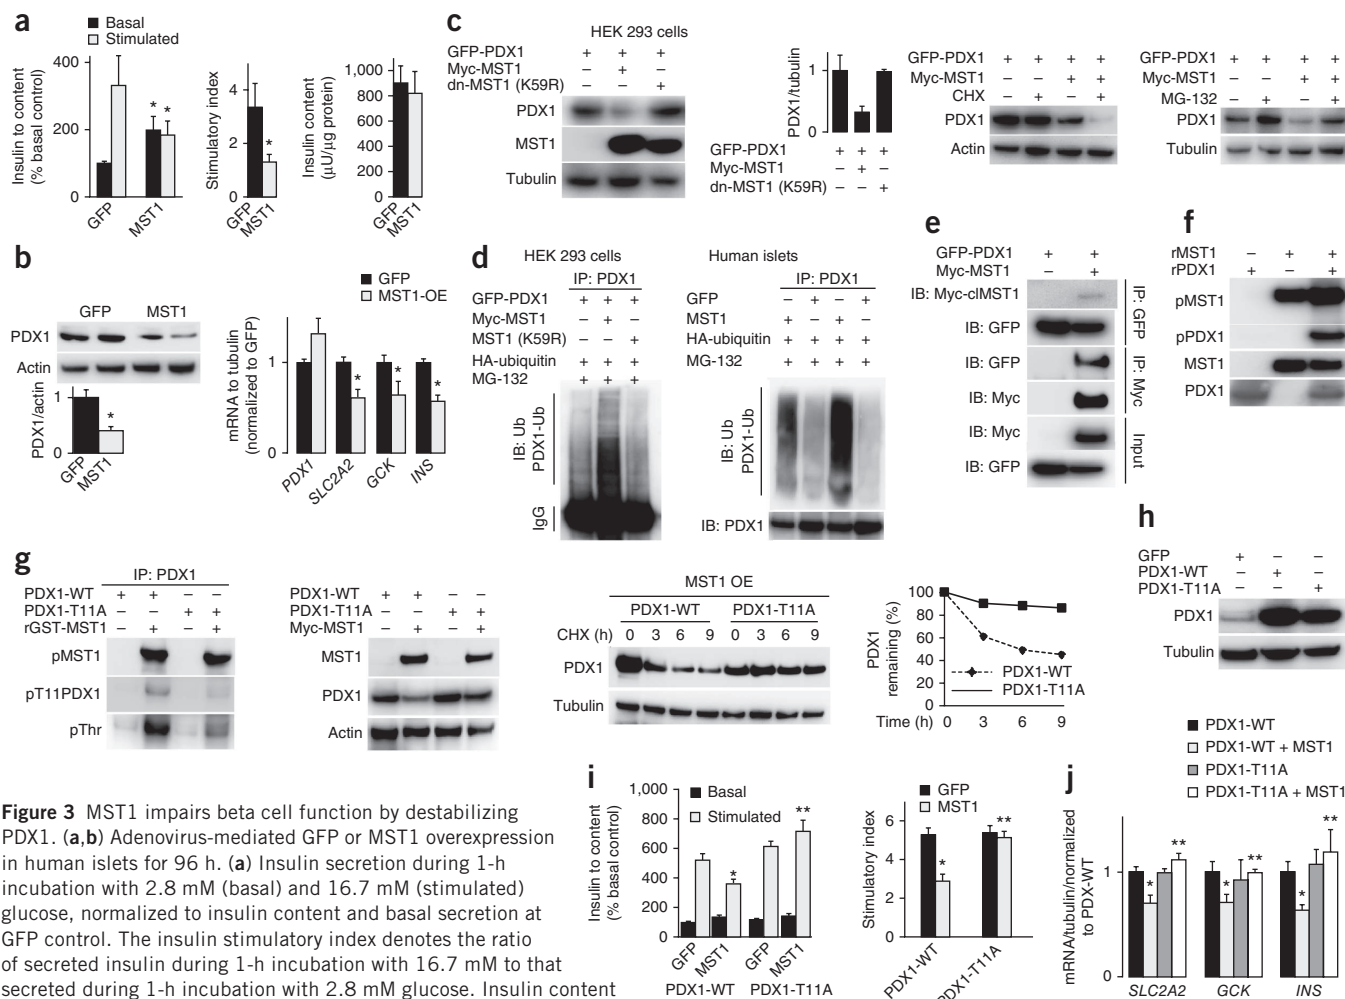 a
Basal
Stimulated
Insulin to content
(% basal control)
400
200
0
GFP
MST1
* *
Stimulatory index
4
2
0
*
GFP
MST1
Insulin content
(µU/µg protein)
1,000
800
600
400
200
0
GFP
MST1
b
GFP MST1
PDX1
Actin
PDX1/actin
1
0
*
GFP
MST1
GFP
MST1-OE
mRNA to tubulin
(normalized to GFP)
1
0
* * *
PDX1
SLC2A2
GCK
INS
c
HEK 293 cells
GFP-PDX1 + + +
Myc-MST1 – + –
dn-MST1 (K59R) – – +
PDX1
MST1
Tubulin
PDX1/tubulin
1
0
GFP-PDX1 + + +
Myc-MST1 – + –
dn-MST1 (K59R) – – +
GFP-PDX1 + + + +
Myc-MST1 – – + +
CHX – + – +
PDX1
Actin
GFP-PDX1 + + + +
Myc-MST1 – – + +
MG-132 – + – +
PDX1
Tubulin
d
HEK 293 cells
IP: PDX1
GFP-PDX1 + + +
Myc-MST1 – + –
MST1 (K59R) – – +
HA-ubiquitin + + +
MG-132 + + +
IB: Ub
PDX1-Ub
IgG
Human islets
IP: PDX1
GFP – + – +
MST1 + – + –
HA-ubiquitin + + + +
MG-132 + + + +
IB: Ub
PDX1-Ub
IB: PDX1
e
GFP-PDX1 + +
Myc-MST1 – +
IB: Myc-clMST1
IB: GFP
IP: GFP
IB: GFP
IB: Myc
IP: Myc
IB: Myc
IB: GFP
Input
f
rMST1 – + +
rPDX1 + – +
pMST1
pPDX1
MST1
PDX1
g
IP: PDX1
PDX1-WT + + – –
PDX1-T11A – – + +
rGST-MST1 – + – +
pMST1
pT11PDX1
pThr
PDX1-WT + + – –
PDX1-T11A – – + +
Myc-MST1 – + – +
MST1
PDX1
Actin
MST1 OE
PDX1-WT PDX1-T11A
CHX (h) 0 3 6 9 0 3 6 9
PDX1
Tubulin
PDX1
remaining (%)
100
80
60
40
20
0
PDX1-WT
PDX1-T11A
Time (h) 0 3 6 9
h
GFP + – –
PDX1-WT – + –
PDX1-T11A – – +
PDX1
Tubulin
i
Basal
Stimulated
Insulin to content
(% basal control)
1,000
800
600
400
200
0
* **
GFP
MST1
GFP
MST1
PDX1-WT PDX1-T11A
GFP
MST1
Stimulatory index
6
4
2
0
* **
PDX1-WT
PDX1-T11A
j
PDX1-WT
PDX1-WT + MST1
PDX1-T11A
PDX1-T11A + MST1
mRNA/tubulin/normalized
to PDX-WT
1
0
* ** * ** * **
SLC2A2 GCK INS
Figure 3 MST1 impairs beta cell function by destabilizing
PDX1. (a,b) Adenovirus-mediated GFP or MST1 overexpression
in human islets for 96 h. (a) Insulin secretion during 1-h
incubation with 2.8 mM (basal) and 16.7 mM (stimulated)
glucose, normalized to insulin content and basal secretion at
GFP control. The insulin stimulatory index denotes the ratio
of secreted insulin during 1-h incubation with 16.7 mM to that
secreted during 1-h incubation with 2.8 mM glucose. Insulin content